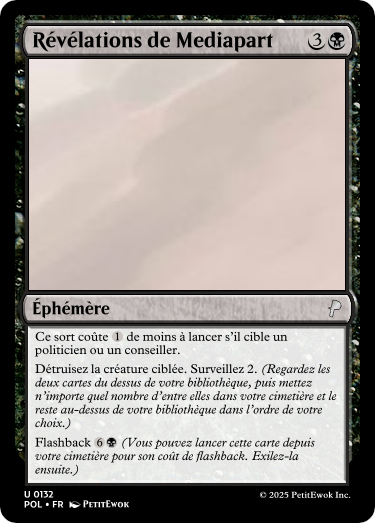 Révélations de Mediapart 3
Éphémère
Ce sort coûte 1 de moins à lancer s'il cible un
politicien ou un conseiller.
Détruisez la créature ciblée. Surveillez 2. (Regardez les
deux cartes du dessus de votre bibliothèque, puis mettez
n'importe quel nombre d'entre elles dans votre cimetière et le
reste au-dessus de votre bibliothèque dans l'ordre de votre
choix.)
Flashback 6 (Vous pouvez lancer cette carte depuis
votre cimetière pour son coût de flashback. Exilez-la
ensuite.)
U 0132
POL • FR PetitEwok
© 2025 PetitEwok Inc.